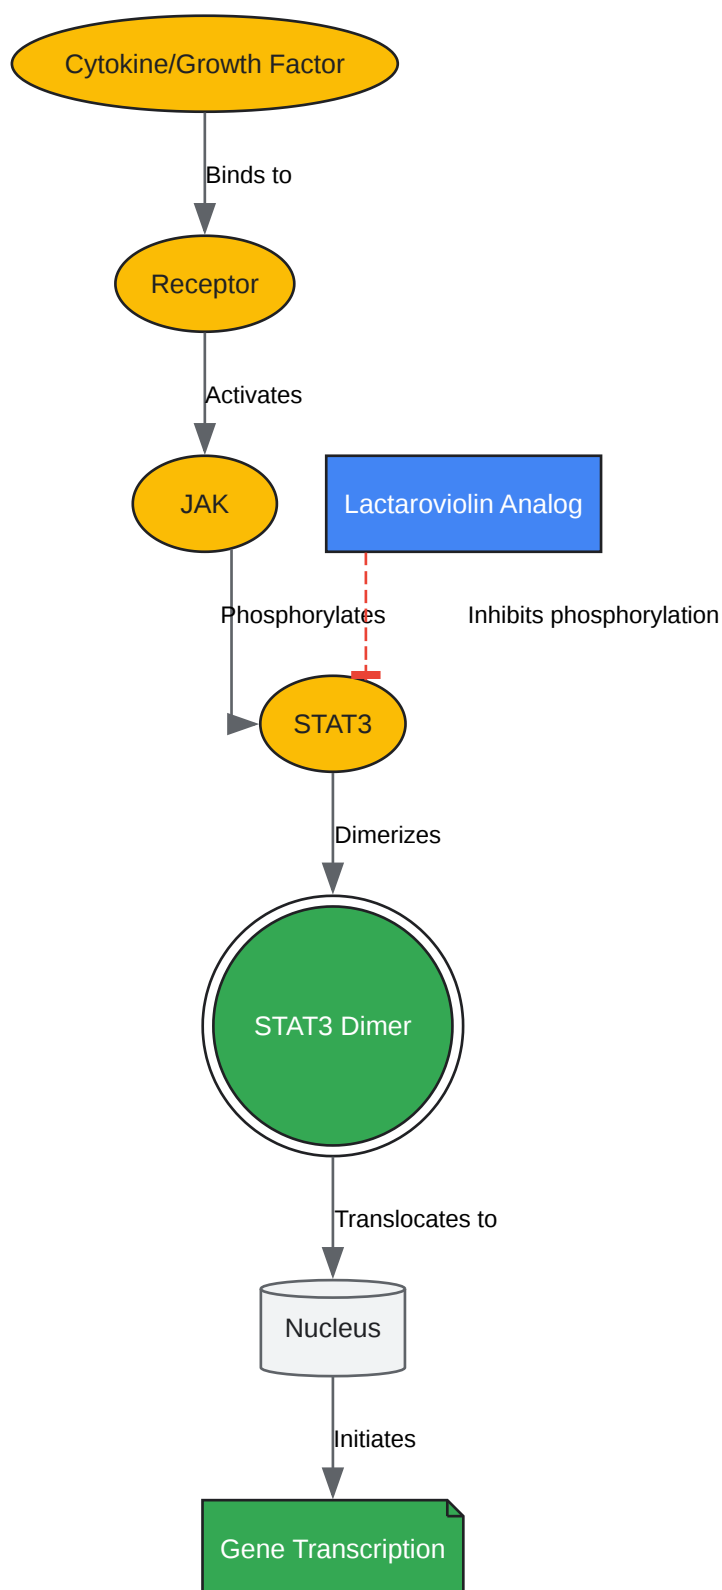 Cytokine/Growth Factor
Binds to
Receptor
Activates
JAK
Lactaroviolin Analog
Phosphorylates
Inhibits phosphorylation
STAT3
Dimerizes
STAT3 Dimer
Translocates to
Nucleus
Initiates
Gene Transcription